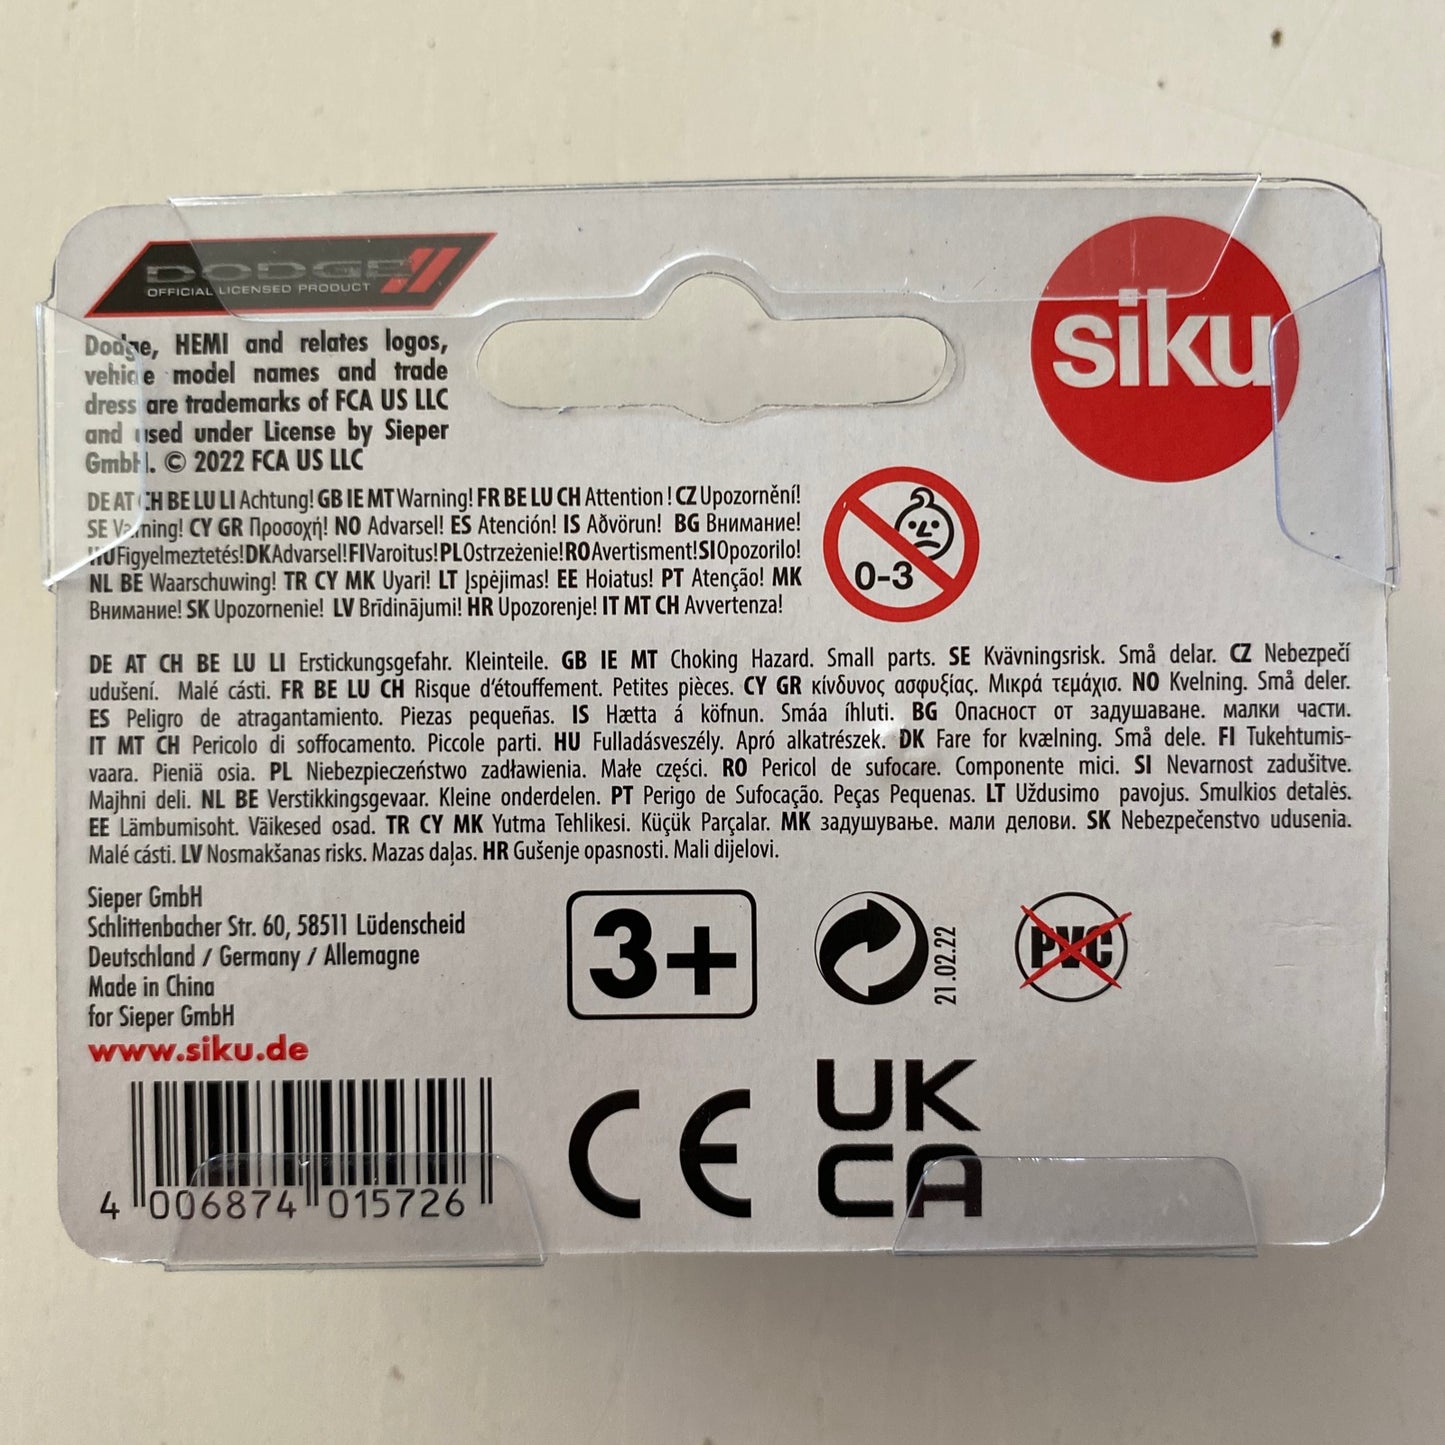 DODGE
OFFICIAL LICENSED PRODUCT
siku
Dodge, HEMI and relates logos,
vehicle model names and trade
dress are trademarks of FCA US LLC
and used under License by Sieper
GmbH. © 2022 FCA US LLC
DE AT CH BE LU LI Achtung! GB IE MT Warning! FR BE LU CH Attention ! CZ Upozornění!
SE Varning! CY GR Προσοχή! NO Advarsel! ES Atención! IS Aðvörun! BG Внимание!
HU Figyelmeztetés! DK Advarsel! FI Varoitus! PL Ostrzeżenie! RO Avertisment! SI Opozorilo!
NL BE Waarschuwing! TR CY MK Uyari! LT Įspėjimas! EE Hoiatus! PT Atenção! MK
Внимание! SK Upozornenie! LV Brīdinājumi! HR Upozorenje! IT MT CH Avvertenza!
0-3
DE AT CH BE LU LI Erstickungsgefahr. Kleinteile. GB IE MT Choking Hazard. Small parts. SE Kvävningsrisk. Små delar. CZ Nebezpečí
udušení. Malé cásti. FR BE LU CH Risque d'étouffement. Petites pièces. CY GR κίνδυνος ασφυξίας. Μικρά τεμάχισ. NO Kvelning. Små deler.
ES Peligro de atragantamiento. Piezas pequeñas. IS Hætta á köfnun. Smáa íhluti. BG Опасност от задушаване. малки части.
IT MT CH Pericolo di soffocamento. Piccole parti. HU Fulladásveszély. Apró alkatrészek. DK Fare for kvælning. Små dele. FI Tukehtumis-
vaara. Pieniä osia. PL Niebezpieczeństwo zadławienia. Małe części. RO Pericol de sufocare. Componente mici. SI Nevarnost zadušitve.
Majhni deli. NL BE Verstikkingsgevaar. Kleine onderdelen. PT Perigo de Sufocação. Peças Pequenas. LT Uždusimo pavojus. Smulkios detalės.
EE Lämbumisoht. Väikesed osad. TR CY MK Yutma Tehlikesi. Küçük Parçalar. MK задушување. мали делови. SK Nebezpečenstvo udusenia.
Malé cásti. LV Nosmakšanas risks. Mazas daļas. HR Gušenje opasnosti. Mali dijelovi.
Sieper GmbH
Schlittenbacher Str. 60, 58511 Lüdenscheid
Deutschland / Germany / Allemagne
Made in China
for Sieper GmbH
www.siku.de
4 006874 015726
3+
21.02.22
PVC
CE
UK
CA